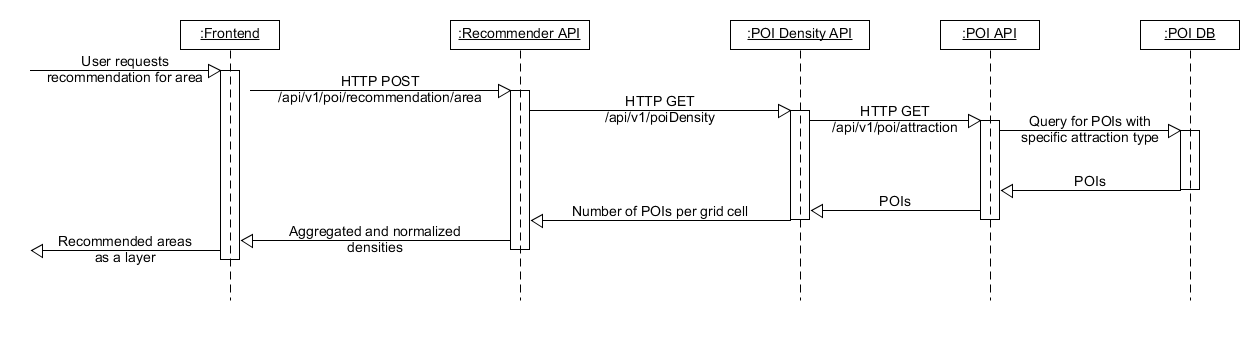 :Frontend
:Recommender API
:POI Density API
:POI API
:POI DB
User requests
recommendation for area
HTTP POST
/api/v1/poi/recommendation/area
HTTP GET
/api/v1/poiDensity
HTTP GET
/api/v1/poi/attraction
Query for POIs with
specific attraction type
POIs
POIs
Number of POIs per grid cell
Aggregated and normalized
densities
Recommended areas
as a layer